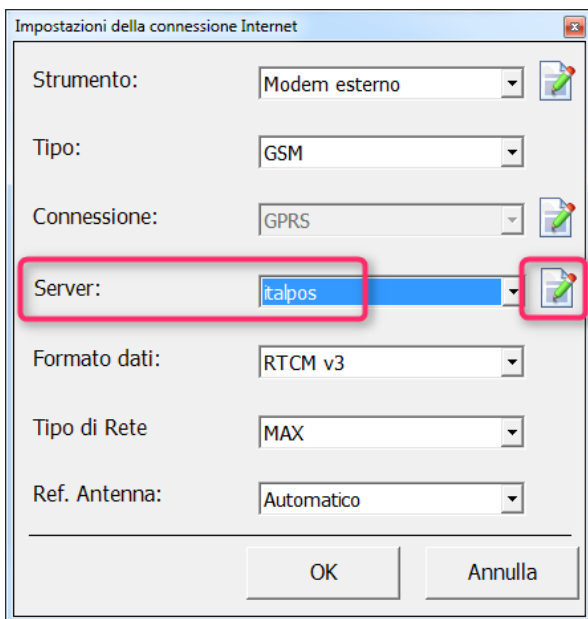 Impostazioni della connessione Internet
Strumento: Modem esterno
Tipo: GSM
Connessione: GPRS
Server: italpos
Formato dati: RTCM v3
Tipo di Rete MAX
Ref. Antenna: Automatico
OK Annulla